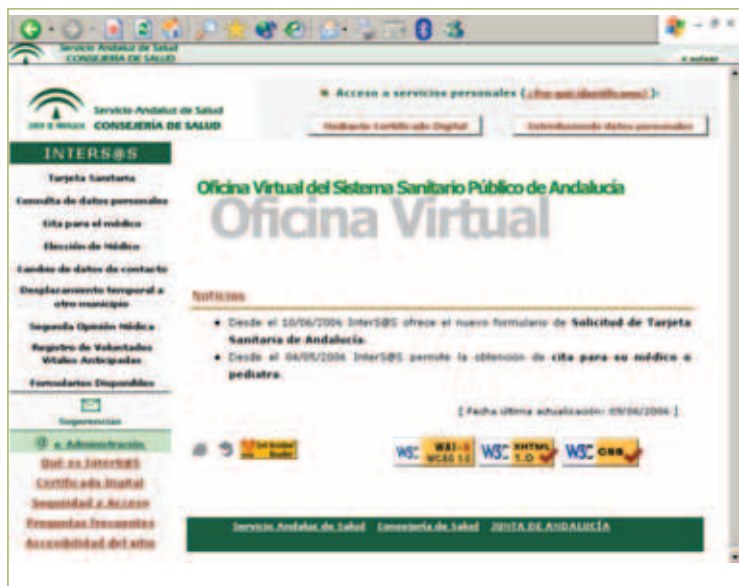 Servicio Andaluz de Salud
CONSEJERÍA DE SALUD
Servicio Andaluz de Salud
CONSEJERÍA DE SALUD
Acceso a servicios personales (¿Por qué identificarme?):
Mediante Certificado Digital
Introduciendo datos personales
INTERS@S
Tarjeta Sanitaria
Consulta de datos personales
Cita para el médico
Elección de Médico
Cambio de datos de contacto
Desplazamiento temporal a
otro municipio
Segunda Opinión Médica
Registro de Voluntades
Vitales Anticipadas
Formularios Disponibles
Sugerencias
e-Administración
Qué es InterS@S
Certificado Digital
Seguridad y Acceso
Preguntas frecuentes
Accesibilidad del sitio
Oficina Virtual del Sistema Sanitario Público de Andalucía
Oficina Virtual
Noticias
Desde el 10/06/2006 InterS@S ofrece el nuevo formulario de Solicitud de Tarjeta
Sanitaria de Andalucía.
Desde el 04/05/2006 InterS@S permite la obtención de cita para su médico o
pediatra.
[ Fecha última actualización: 09/06/2006 ]
W3C WAI-A
WCAG 1.0
W3C XHTML
1.0
W3C CSS
Servicio Andaluz de Salud Consejería de Salud JUNTA DE ANDALUCÍA